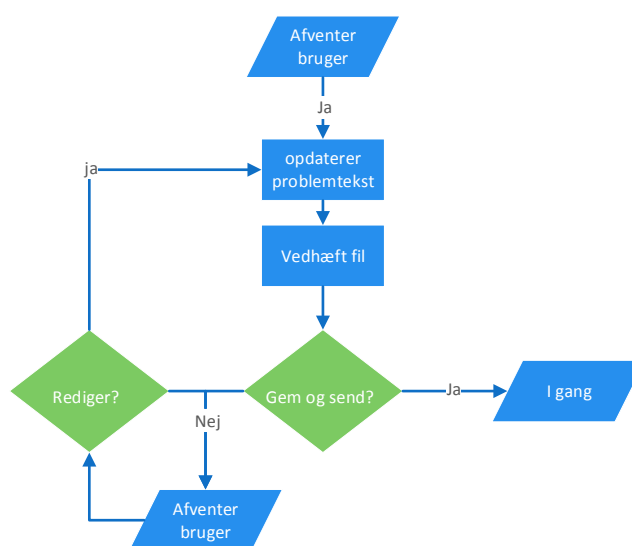 Afventer
bruger
Ja
opdaterer
problemtekst
ja
Vedhæft fil
Rediger?
Gem og send?
Ja
I gang
Nej
Afventer
bruger